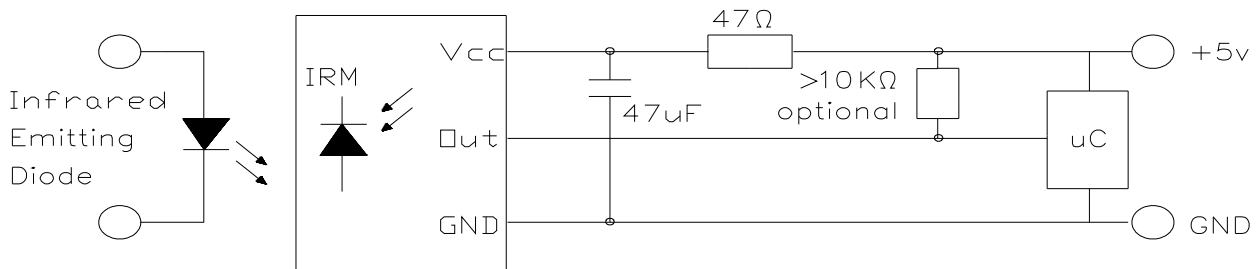 Infrared
Emitting
Diode
IRM
Vcc
Out
GND
47uF
47Ω
>10KΩ
optional
uC
+5v
GND